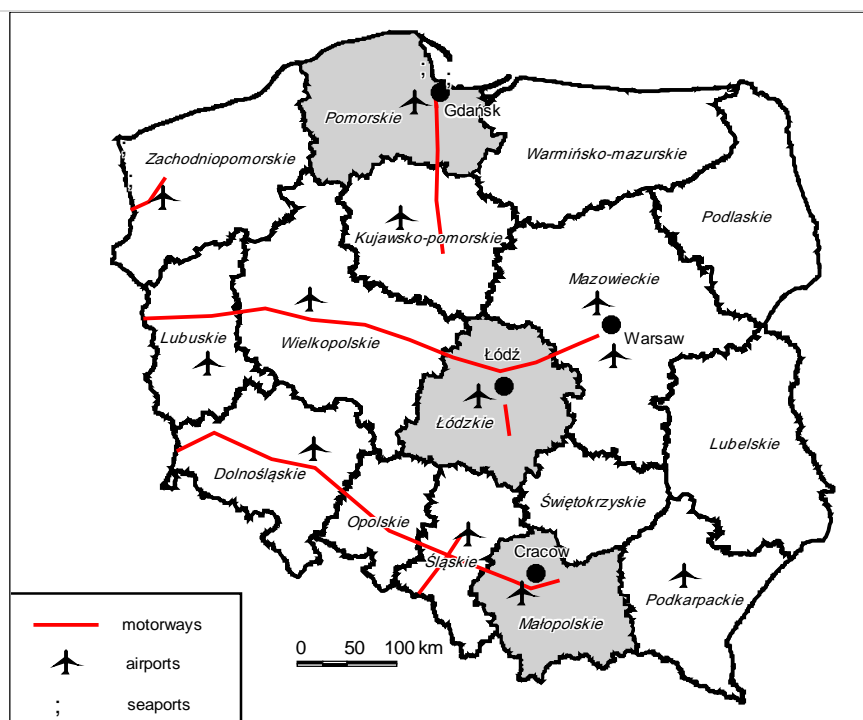 Gdańsk
Pomorskie
Warmińsko-mazurskie
Zachodniopomorskie
Podlaskie
Kujawsko-pomorskie
Mazowieckie
Lubuskie
Wielkopolskie
Łódź
Warsaw
Łódzkie
Lubelskie
Dolnośląskie
Świętokrzyskie
Opolskie
Cracow
Śląskie
Podkarpackie
Małopolskie
motorways
airports
; seaports
0 50 100 km